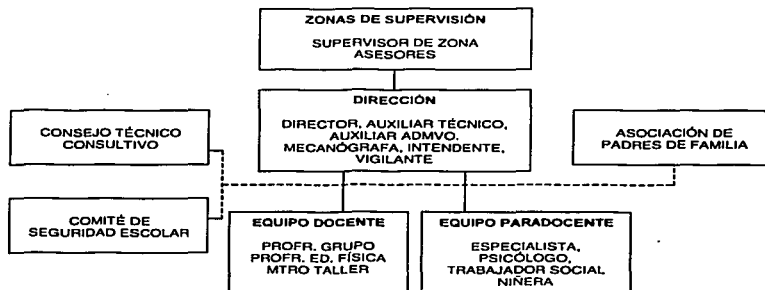 ZONAS DE SUPERVISIÓN
SUPERVISOR DE ZONA
ASESORES
DIRECCIÓN
DIRECTOR, AUXILIAR TÉCNICO,
AUXILIAR ADMVO.
MECANÓGRAFA, INTENDENTE,
VIGILANTE
CONSEJO TÉCNICO
CONSULTIVO
ASOCIACIÓN DE
PADRES DE FAMILIA
COMITÉ DE
SEGURIDAD ESCOLAR
EQUIPO DOCENTE
PROFR. GRUPO
PROFR. ED. FÍSICA
MTRO TALLER
EQUIPO PARADOCENTE
ESPECIALISTA,
PSICÓLOGO,
TRABAJADOR SOCIAL
NIÑERA